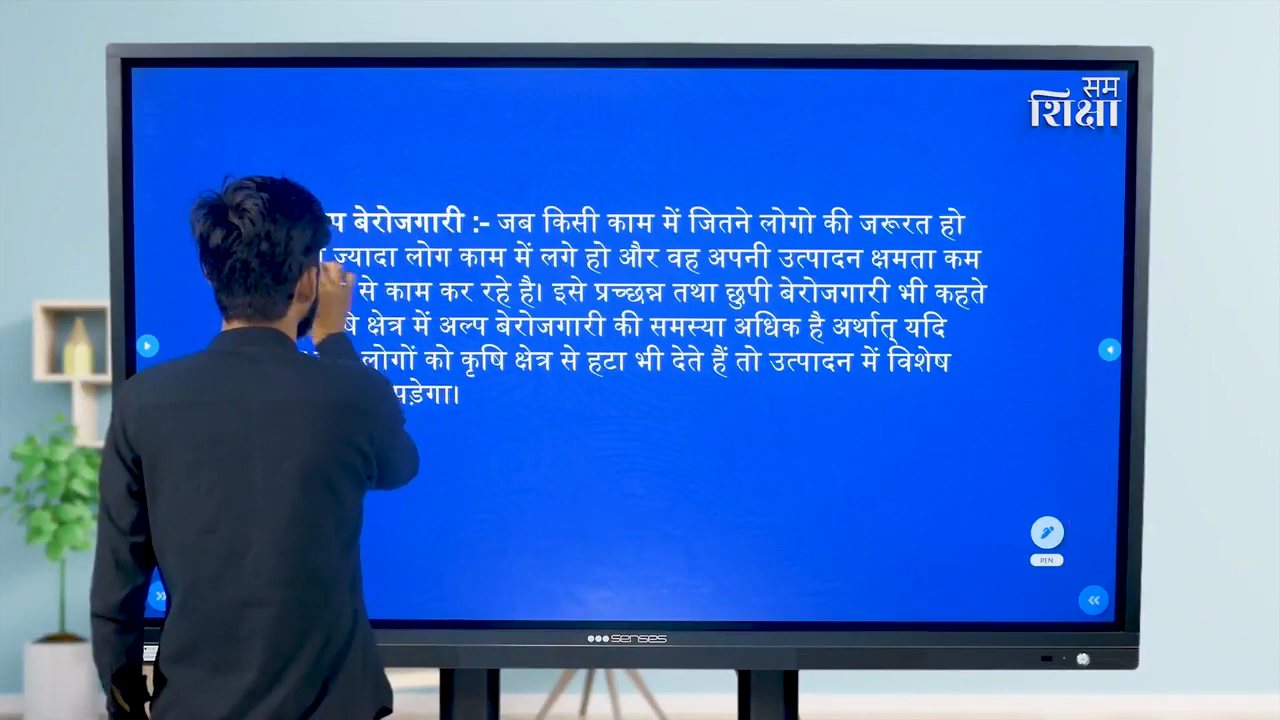 सम
शिक्षा
बेरोजगारी :- जब किसी काम में जितने लोगो की जरूरत हो
ज्यादा लोग काम में लगे हो और वह अपनी उत्पादन क्षमता कम
से काम कर रहे है। इसे प्रच्छन्न तथा छुपी बेरोजगारी भी कहते
क्षेत्र में अल्प बेरोजगारी की समस्या अधिक है अर्थात् यदि
लोगों को कृषि क्षेत्र से हटा भी देते हैं तो उत्पादन में विशेष
पड़ेगा।
PEN
senses